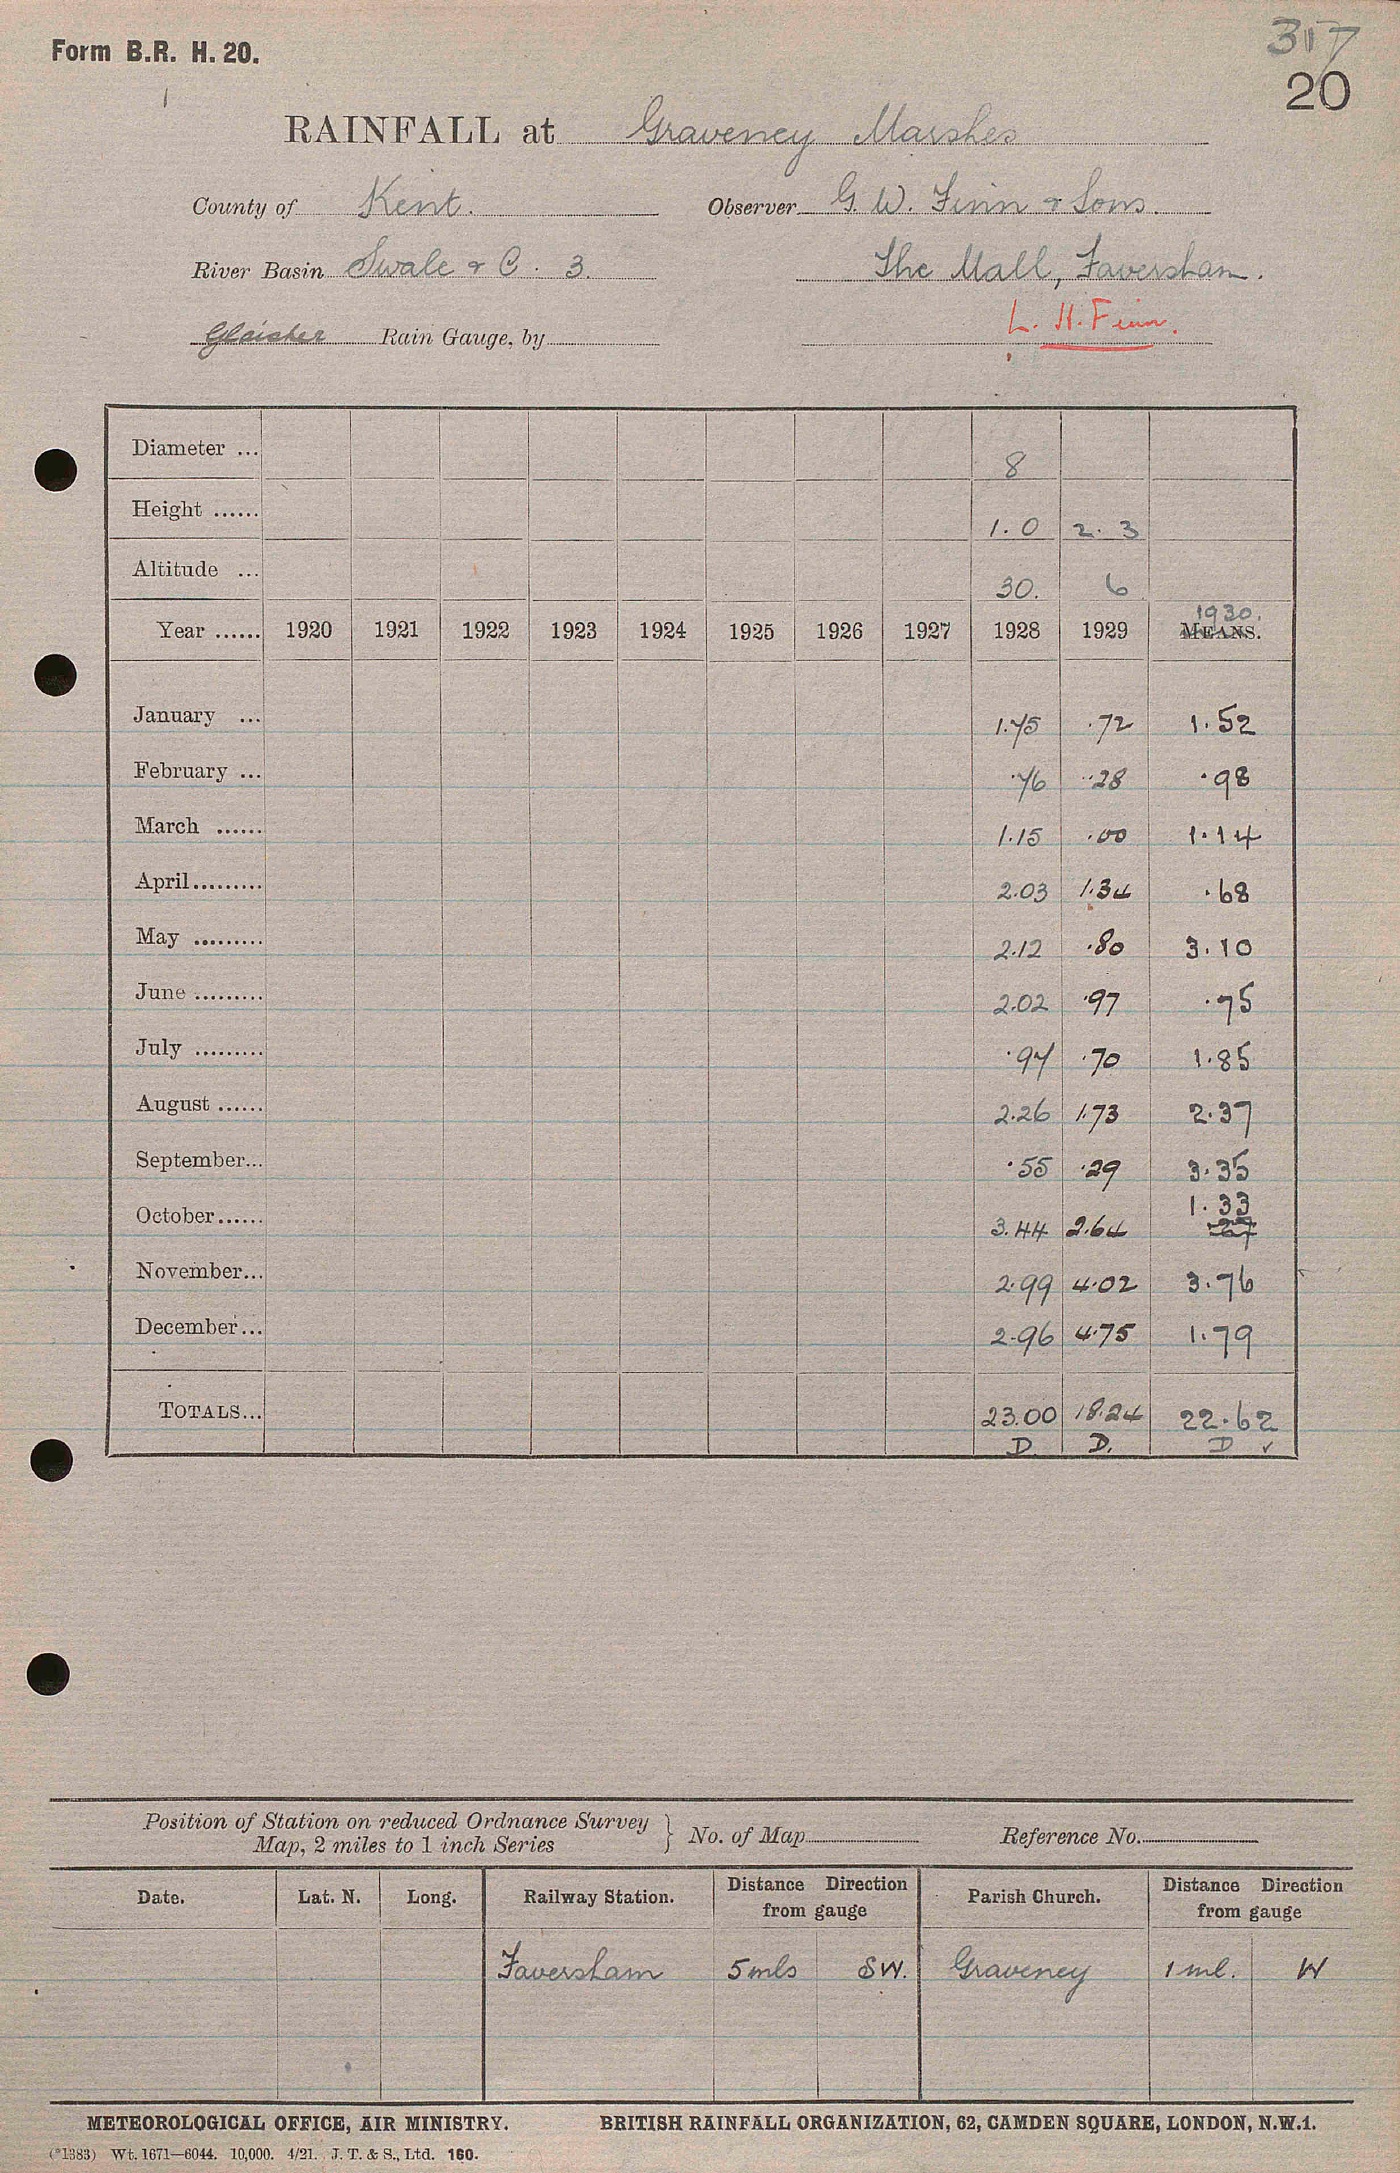 Form B.R. H. 20.
317
20
RAINFALL at Graveney Marshes
County of Kent. Observer G. W. Finn & Sons.
River Basin Swale & C. 3. The Mall, Faversham.
L. H. Finn.
Glaisher Rain Gauge, by
Diameter ... 8
Height ...... 1.0 2.3
Altitude ... 30. 6
1930.
Year ...... 1920 1921 1922 1923 1924 1925 1926 1927 1928 1929 MEANS.
January ... 1.75 .72 1.52
February ... .76 .28 .98
March ...... 1.15 .00 1.14
April......... 2.03 1.34 .68
May ......... 2.12 .80 3.10
June ......... 2.02 .97 .75
July ......... .97 .70 1.85
August ...... 2.26 1.73 2.37
September... .55 .29 3.35
October...... 3.44 2.64 1.33
November... 2.99 4.02 3.76
December... 2.96 4.75 1.79
TOTALS... 23.00 18.24 22.62
D. D. D ✓
Position of Station on reduced Ordnance Survey
Map, 2 miles to 1 inch Series } No. of Map Reference No.
Date. Lat. N. Long. Railway Station. Distance Direction from gauge Parish Church. Distance Direction from gauge
Faversham 5 mls SW. Graveney 1 ml. W
METEOROLOGICAL OFFICE, AIR MINISTRY. BRITISH RAINFALL ORGANIZATION, 62, CAMDEN SQUARE, LONDON, N.W.1.
(*1383) Wt. 1671—6044. 10,000. 4/21. J. T. & S., Ltd. 160.